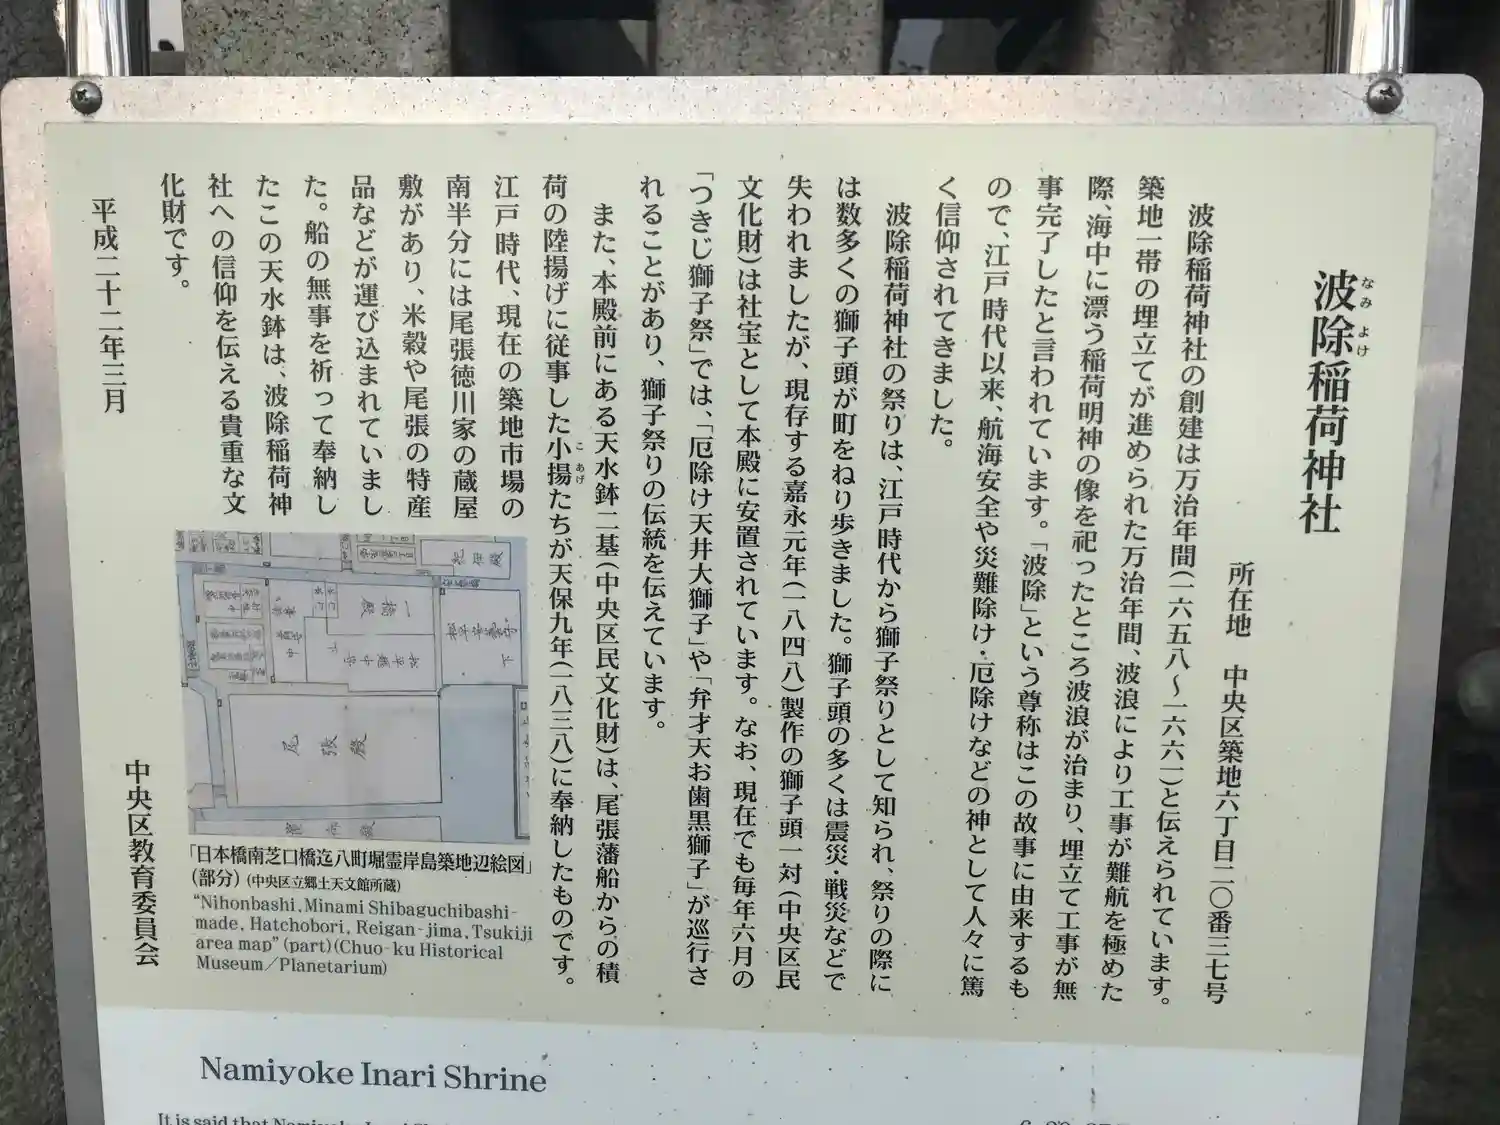 波除稲荷神社
なみよけ
所在地 中央区築地六丁目二〇番三七号
波除稲荷神社の創建は万治年間(一六五八～一六六一)と伝えられています。
築地一帯の埋立てが進められた万治年間、波浪により工事が難航を極めた
際、海中に漂う稲荷明神の像を祀ったところ波浪が治まり、埋立て工事が無
事完了したと言われています。「波除」という尊称はこの故事に由来するも
ので、江戸時代以来、航海安全や災難除け・厄除けなどの神として人々に篤
く信仰されてきました。
波除稲荷神社の祭りは、江戸時代から獅子祭りとして知られ、祭りの際に
は数多くの獅子頭が町をねり歩きました。獅子頭の多くは震災・戦災などで
失われましたが、現存する嘉永元年(一八四八)製作の獅子頭一対(中央区民
文化財)は社宝として本殿に安置されています。なお、現在でも毎年六月の
「つきじ獅子祭」では、「厄除け天井大獅子」や「弁才天お歯黒獅子」が巡行さ
れることがあり、獅子祭りの伝統を伝えています。
また、本殿前にある天水鉢二基(中央区民文化財)は、尾張藩船からの積
荷の陸揚げに従事した小揚たちが天保九年(一八三八)に奉納したものです。
こあげ
江戸時代、現在の築地市場の
南半分には尾張徳川家の蔵屋
敷があり、米穀や尾張の特産
品などが運び込まれていまし
た。船の無事を祈って奉納し
たこの天水鉢は、波除稲荷神
社への信仰を伝える貴重な文
化財です。
平成二十二年三月
中央区教育委員会
尾張殿
「日本橋南芝口橋迄八町堀霊岸島築地辺絵図」
(部分)(中央区立郷土天文館所蔵)
“Nihonbashi, Minami Shibaguchibashi-
made, Hatchobori, Reigan-jima, Tsukiji
area map” (part) (Chuo-ku Historical
Museum／Planetarium)
Namiyoke Inari Shrine
It is said that